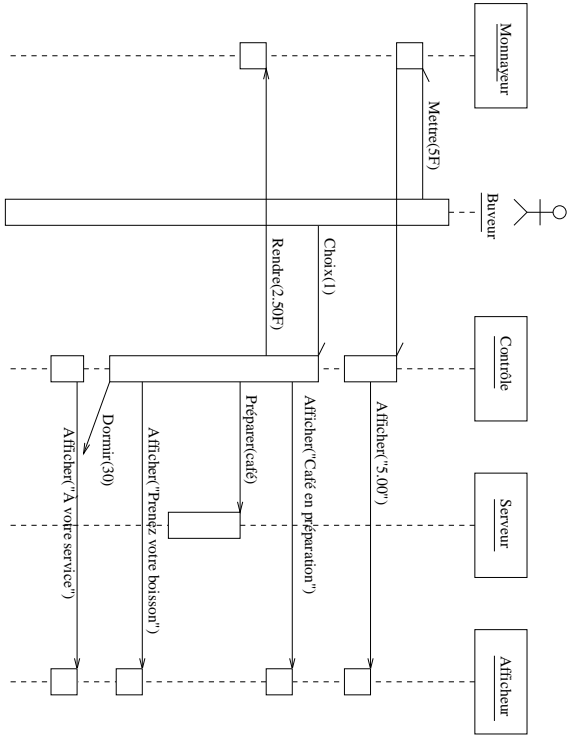 Monnayeur
Buveur
Contrôle
Serveur
Afficheur
Mettre(5F)
Afficher("5.00")
Choix(1)
Afficher("Café en préparation")
Rendre(2.50F)
Préparer(café)
Afficher("Prenez votre boisson")
Dormir(30)
Afficher("À votre service")